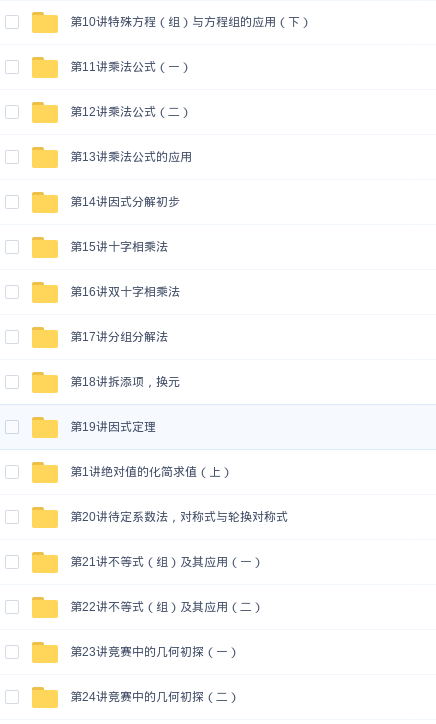 第10讲特殊方程（组）与方程组的应用（下）
第11讲乘法公式（一）
第12讲乘法公式（二）
第13讲乘法公式的应用
第14讲因式分解初步
第15讲十字相乘法
第16讲双十字相乘法
第17讲分组分解法
第18讲拆添项，换元
第19讲因式定理
第1讲绝对值的化简求值（上）
第20讲待定系数法，对称式与轮换对称式
第21讲不等式（组）及其应用（一）
第22讲不等式（组）及其应用（二）
第23讲竞赛中的几何初探（一）
第24讲竞赛中的几何初探（二）